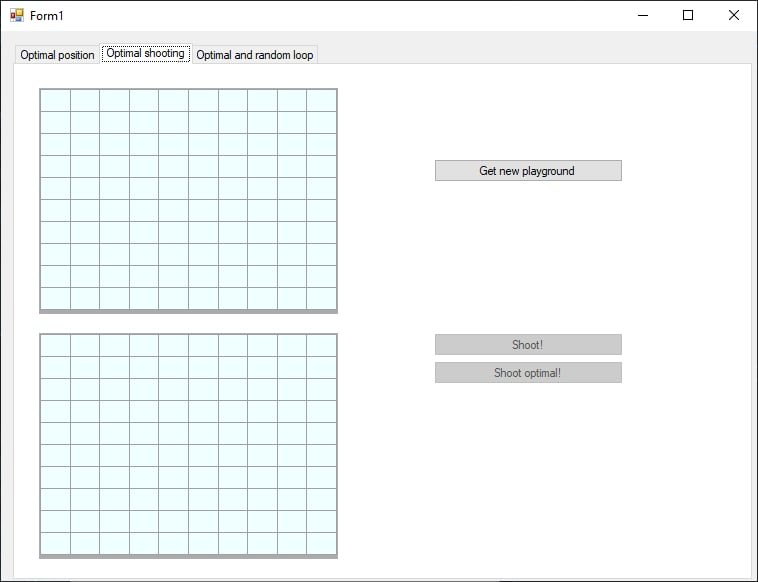 Form1
Optimal position
Optimal shooting
Optimal and random loop
Get new playground
Shoot!
Shoot optimal!